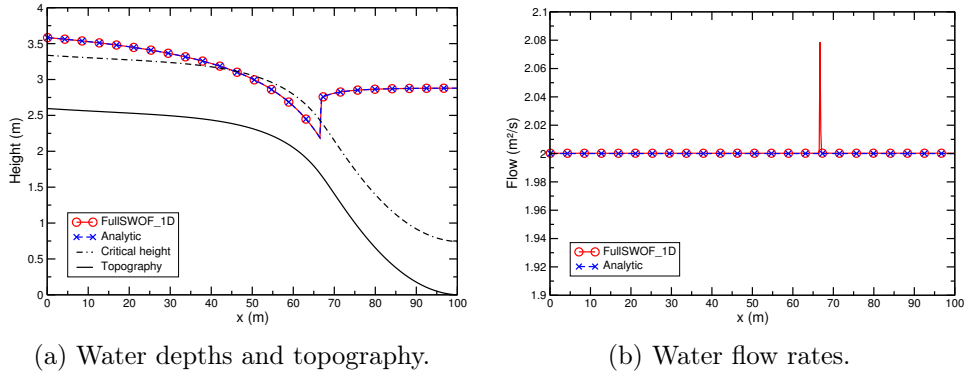 4
3.5
3
2.5
2
1.5
1
0.5
0
0 10 20 30 40 50 60 70 80 90 100
Height (m)
x (m)
FullSWOF_1D
Analytic
Critical height
Topography
(a) Water depths and topography.
2.1
2.08
2.06
2.04
2.02
2
1.98
1.96
1.94
1.92
1.9
0 10 20 30 40 50 60 70 80 90 100
Flow (m²/s)
x (m)
FullSWOF_1D
Analytic
(b) Water flow rates.